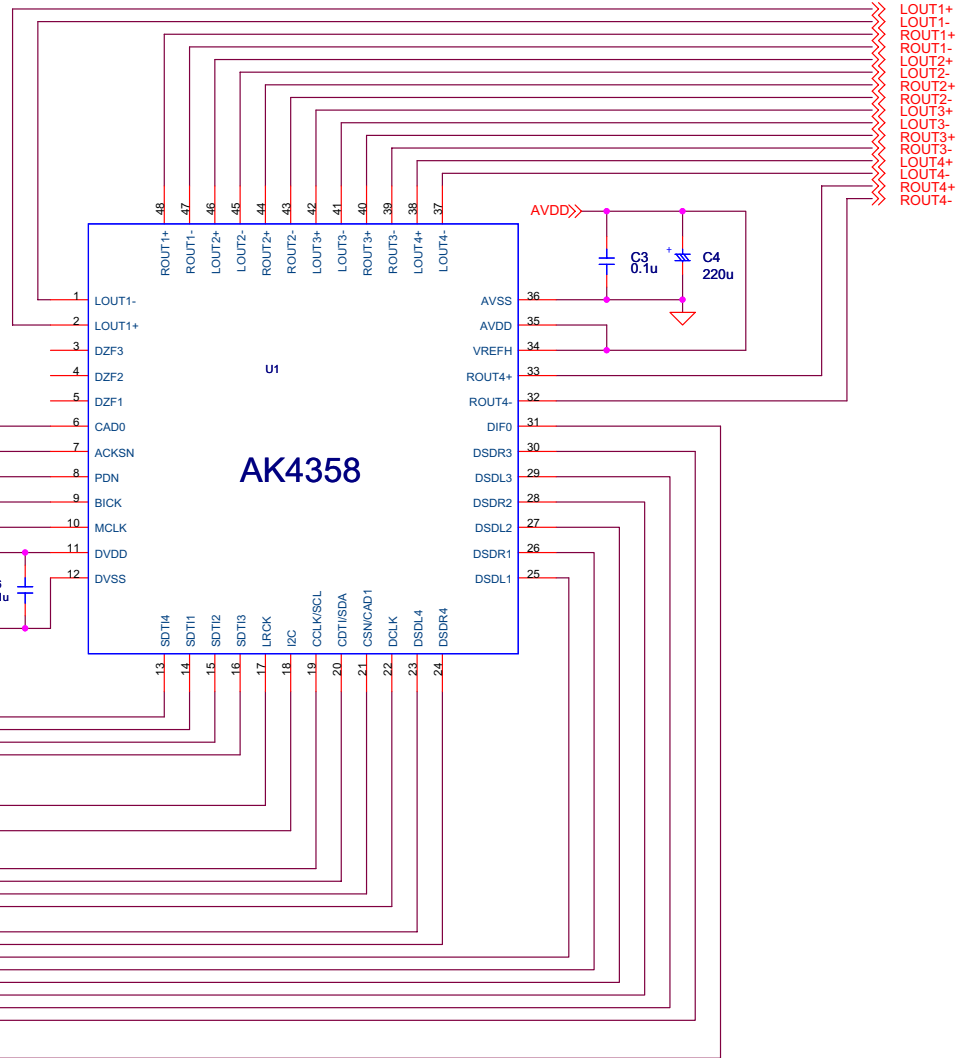 LOUT1+
LOUT1-
ROUT1+
ROUT1-
LOUT2+
LOUT2-
ROUT2+
ROUT2-
LOUT3+
LOUT3-
ROUT3+
ROUT3-
LOUT4+
LOUT4-
ROUT4+
ROUT4-
48
47
46
45
44
43
42
41
40
39
38
37
ROUT1+
ROUT1-
LOUT2+
LOUT2-
ROUT2+
ROUT2-
LOUT3+
LOUT3-
ROUT3+
ROUT3-
LOUT4+
LOUT4-
AVDD
C3
0.1u
+
C4
220u
1 LOUT1-
2 LOUT1+
3 DZF3
4 DZF2
5 DZF1
6 CAD0
7 ACKSN
8 PDN
9 BICK
10 MCLK
11 DVDD
12 DVSS
U1
AK4358
AVSS 36
AVDD 35
VREFH 34
ROUT4+ 33
ROUT4- 32
DIF0 31
DSDR3 30
DSDL3 29
DSDR2 28
DSDL2 27
DSDR1 26
DSDL1 25
SDTI4
SDTI1
SDTI2
SDTI3
LRCK
I2C
CCLK/SCL
CDTI/SDA
CSN/CAD1
DCLK
DSDL4
DSDR4
13
14
15
16
17
18
19
20
21
22
23
24